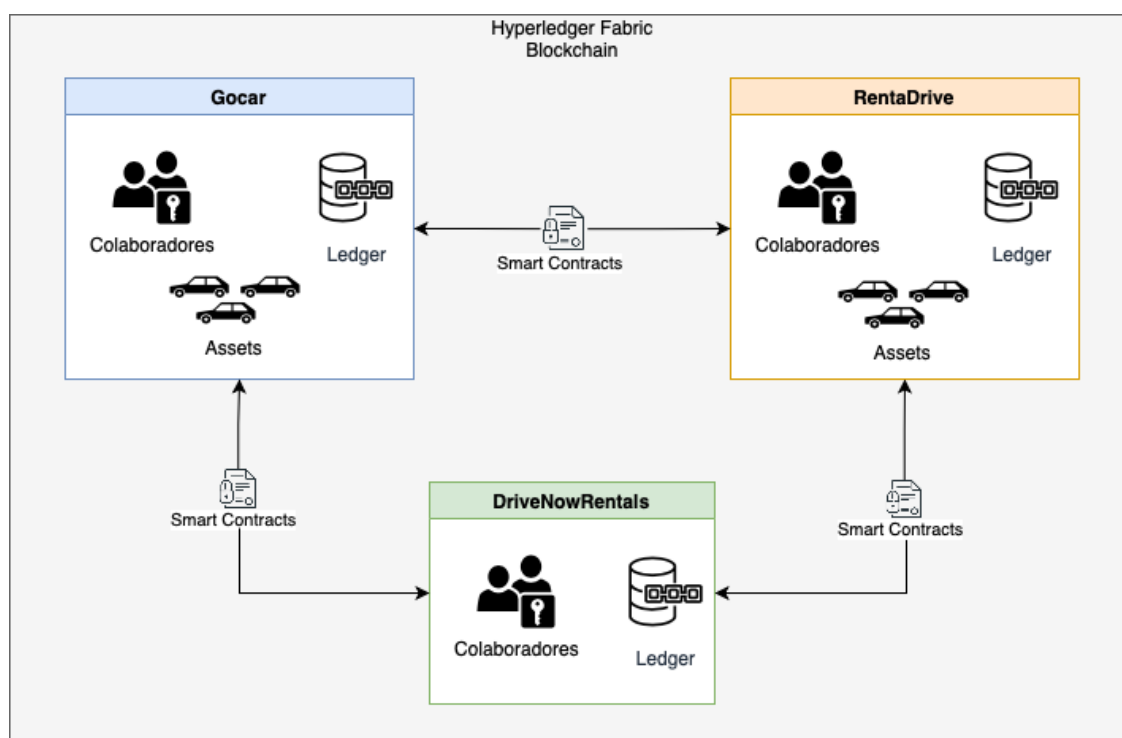 Hyperledger Fabric
Blockchain
Gocar
RentaDrive
Colaboradores
Ledger
Assets
Smart Contracts
Colaboradores
Ledger
Assets
Smart Contracts
Smart Contracts
DriveNowRentals
Colaboradores
Ledger